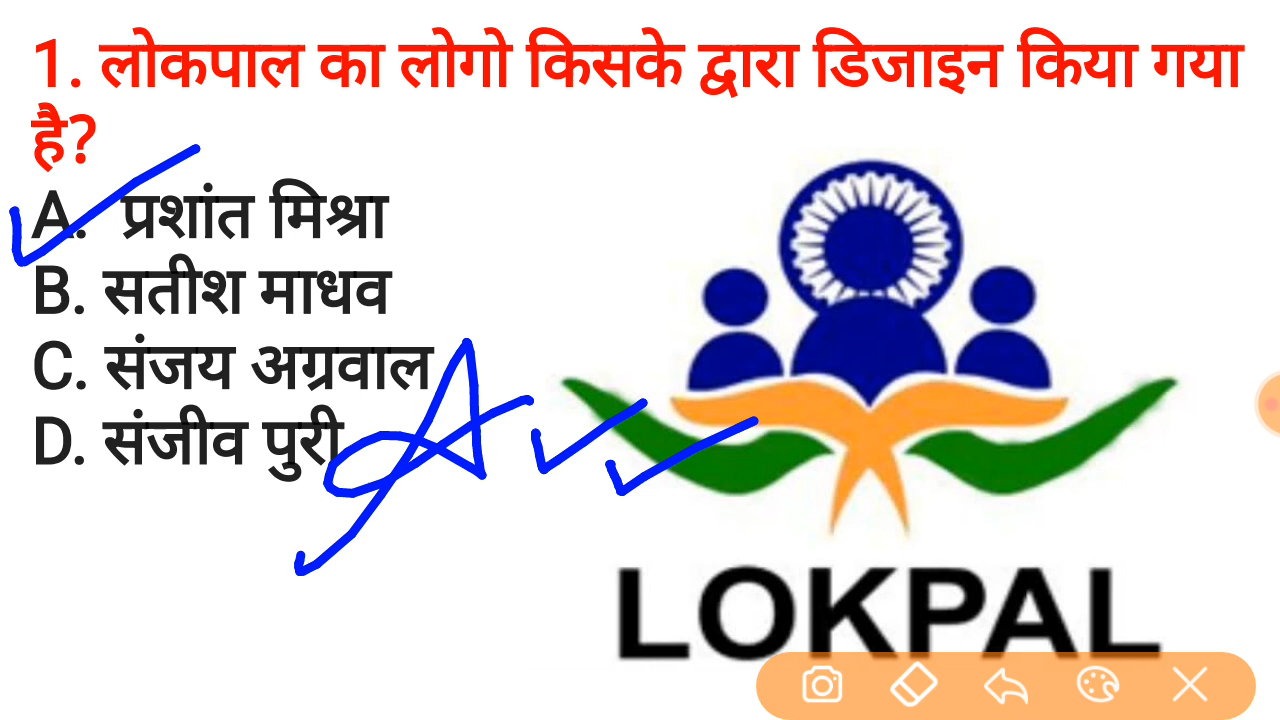 1. लोकपाल का लोगो किसके द्वारा डिजाइन किया गया
है?
A. प्रशांत मिश्रा
B. सतीश माधव
C. संजय अग्रवाल
D. संजीव पुरी
A
LOKPAL